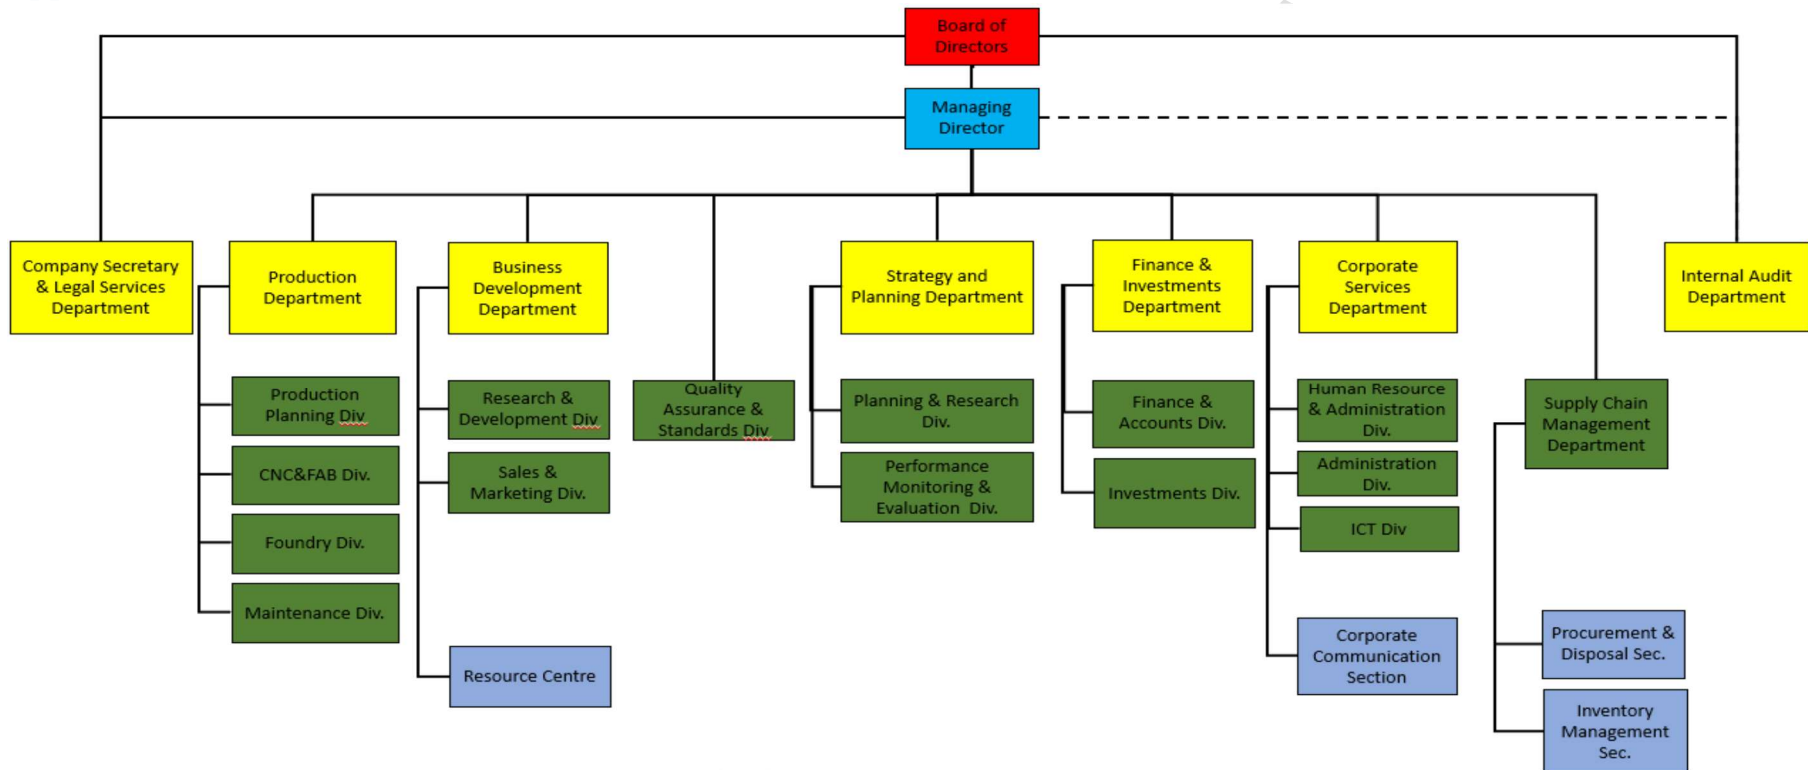 Board of
Directors
Managing
Director
Company Secretary
& Legal Services
Department
Production
Department
Business
Development
Department
Strategy and
Planning Department
Finance &
Investments
Department
Corporate
Services
Department
Internal Audit
Department
Production
Planning Div
CNC&FAB Div.
Foundry Div.
Maintenance Div.
Research &
Development Div
Sales &
Marketing Div.
Resource Centre
Quality
Assurance &
Standards Div
Planning & Research
Div.
Performance
Monitoring &
Evaluation Div.
Finance &
Accounts Div.
Investments Div.
Human Resource
& Administration
Div.
Administration
Div.
ICT Div
Corporate
Communication
Section
Supply Chain
Management
Department
Procurement &
Disposal Sec.
Inventory
Management
Sec.